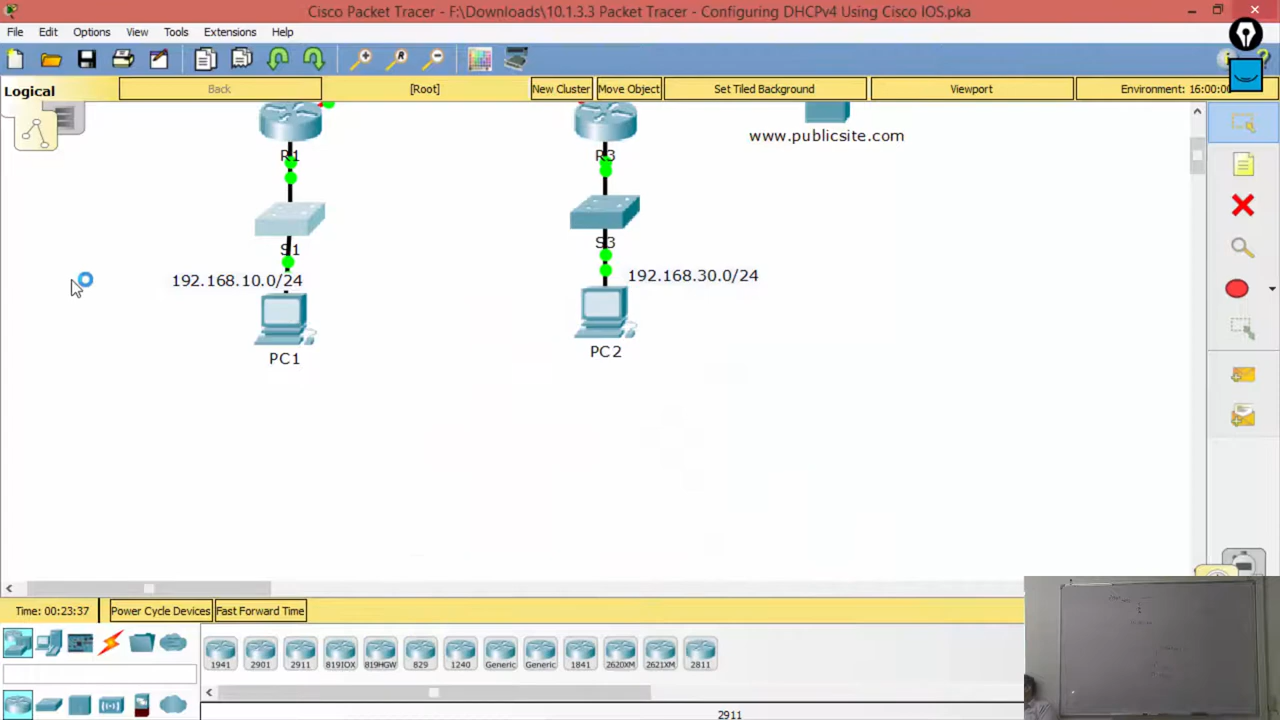 Cisco Packet Tracer - F:\Downloads\10.1.3.3 Packet Tracer - Configuring DHCPv4 Using Cisco IOS.pka
File Edit Options View Tools Extensions Help
Logical Back [Root] New Cluster Move Object Set Tiled Background Viewport Environment: 16:00:00
www.publicsite.com
R1 R3
S1 S3
192.168.10.0/24 192.168.30.0/24
PC1 PC2
Time: 00:23:37 Power Cycle Devices Fast Forward Time
1941 2901 2911 819IOX 819HGW 829 1240 Generic Generic 1841 2620XM 2621XM 2811
2911